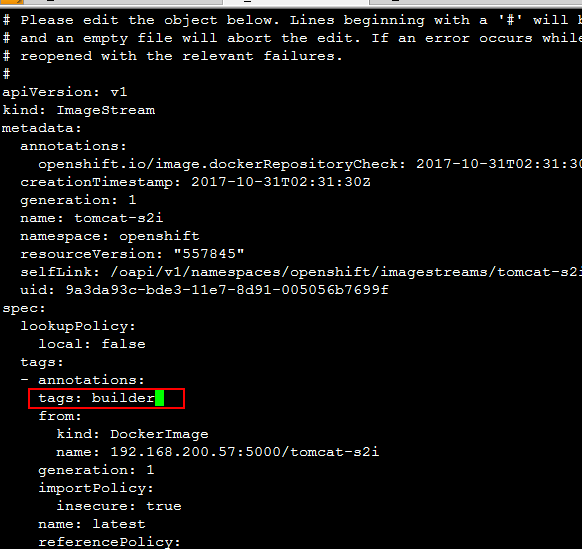 # Please edit the object below. Lines beginning with a '#' will b
# and an empty file will abort the edit. If an error occurs while
# reopened with the relevant failures.
#
apiVersion: v1
kind: ImageStream
metadata:
  annotations:
    openshift.io/image.dockerRepositoryCheck: 2017-10-31T02:31:30
  creationTimestamp: 2017-10-31T02:31:30Z
  generation: 1
  name: tomcat-s2i
  namespace: openshift
  resourceVersion: "557845"
  selfLink: /oapi/v1/namespaces/openshift/imagestreams/tomcat-s2i
  uid: 9a3da93c-bde3-11e7-8d91-005056b7699f
spec:
  lookupPolicy:
    local: false
  tags:
  - annotations:
    tags: builder
    from:
      kind: DockerImage
      name: 192.168.200.57:5000/tomcat-s2i
    generation: 1
    importPolicy:
      insecure: true
    name: latest
    referencePolicy: